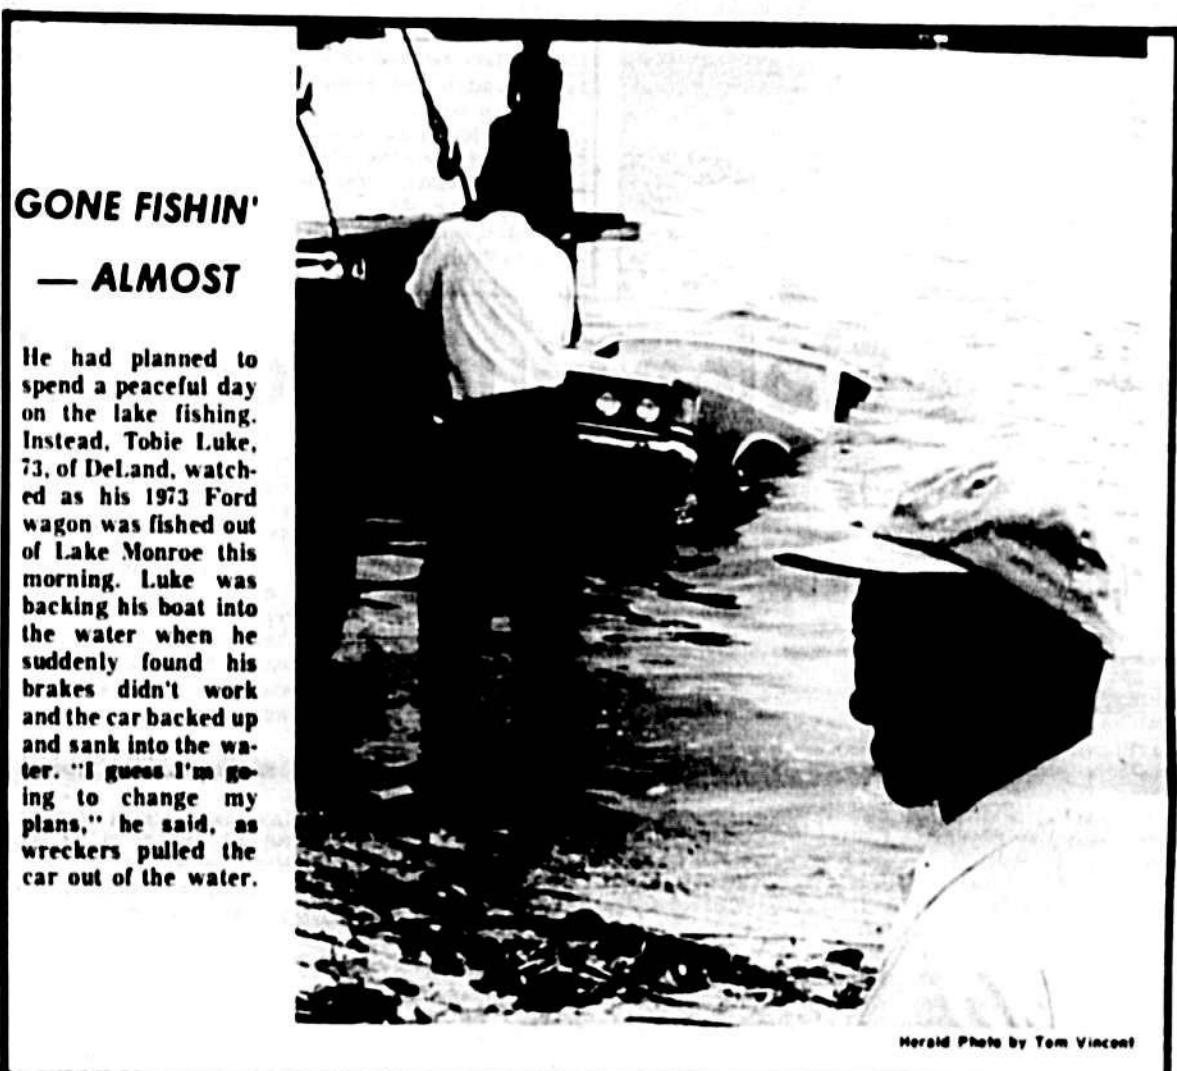 GONE FISHIN'
— ALMOST
He had planned to
spend a peaceful day
on the lake fishing.
Instead, Tobie Luke,
73, of DeLand, watch-
ed as his 1973 Ford
wagon was fished out
of Lake Monroe this
morning. Luke was
backing his boat into
the water when he
suddenly found his
brakes didn't work
and the car backed up
and sank into the wa-
ter. "I guess I'm go-
ing to change my
plans," he said, as
wreckers pulled the
car out of the water.
Herald Photo by Tom Vincent